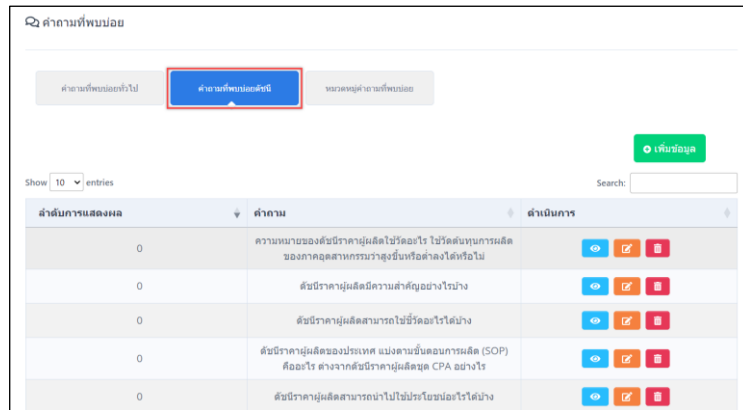 คำถามที่พบบ่อย
คำถามที่พบบ่อยทั่วไป คำถามที่พบบ่อยดัชนี หมวดหมู่คำถามที่พบบ่อย
เพิ่มข้อมูล
Show 10 entries Search:
ลำดับการแสดงผล คำถาม ดำเนินการ
0 ความหมายของดัชนีราคาผู้ผลิตใช้วัดอะไร ใช้วัดต้นทุนการผลิต
ของภาคอุตสาหกรรมว่าสูงขึ้นหรือต่ำลงได้หรือไม่
0 ดัชนีราคาผู้ผลิตมีความสำคัญอย่างไรบ้าง
0 ดัชนีราคาผู้ผลิตสามารถใช้ชี้วัดอะไรได้บ้าง
0 ดัชนีราคาผู้ผลิตของประเทศ แบ่งตามขั้นตอนการผลิต (SOP)
คืออะไร ต่างจากดัชนีราคาผู้ผลิตชุด CPA อย่างไร
0 ดัชนีราคาผู้ผลิตสามารถนำไปใช้ประโยชน์อะไรได้บ้าง